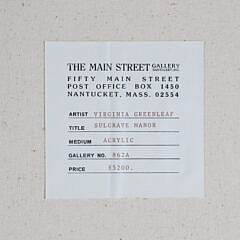 THE MAIN STREET GALLERY
FIFTY MAIN STREET
POST OFFICE BOX 1450
NANTUCKET, MASS. 02554
ARTIST VIRGINIA GREENLEAF
TITLE SULGRAVE MANOR
MEDIUM ACRYLIC
GALLERY NO. 862A
PRICE $5200.